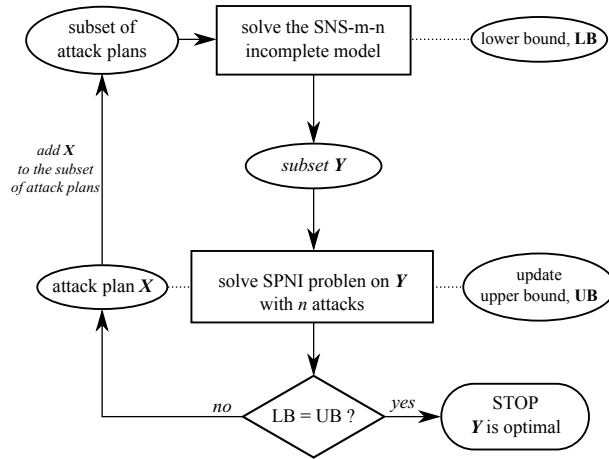 subset of
attack plans
solve the SNS-m-n
incomplete model
lower bound, LB
add X
to the subset
of attack plans
subset Y
attack plan X
solve SPNI problen on Y
with n attacks
update
upper bound, UB
no
LB = UB ?
yes
STOP
Y is optimal